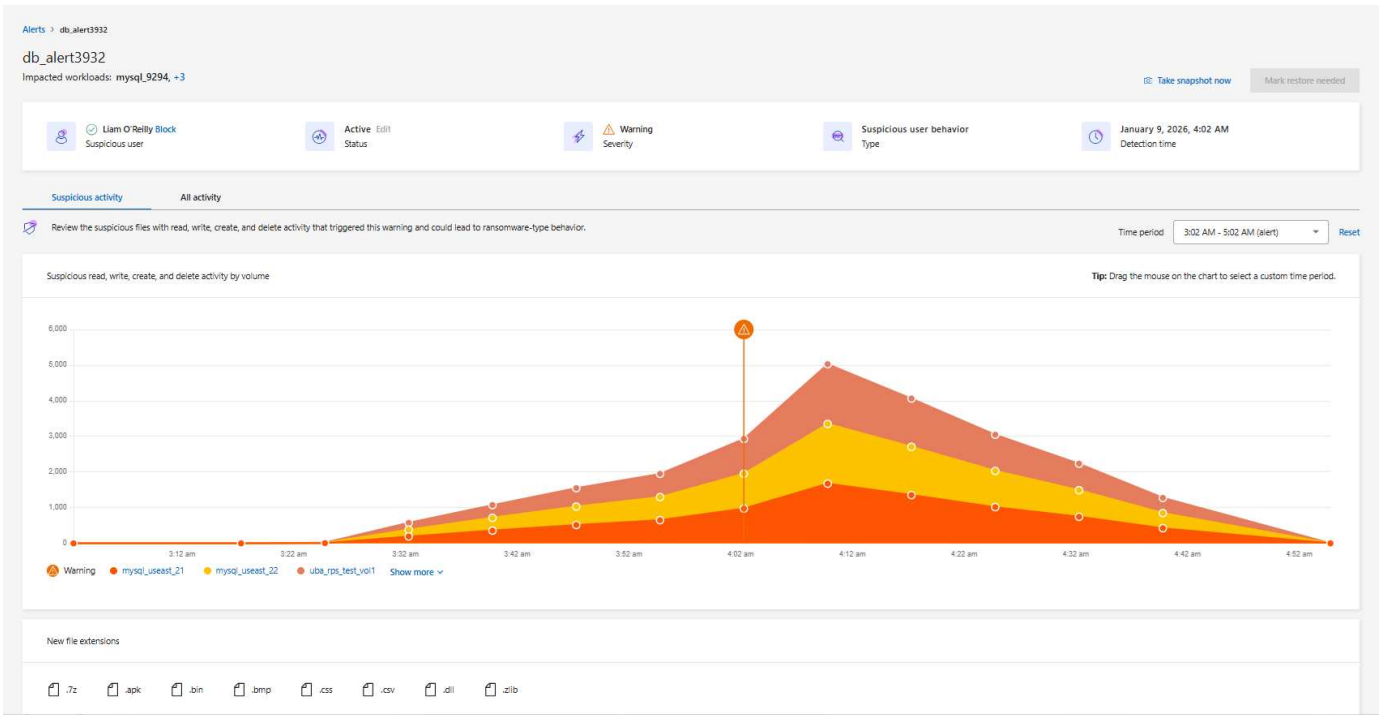 Alerts > db_alert3932
db_alert3932
Impacted workloads: mysql_9294, +3
Take snapshot now
Mark restore needed
Liam O'Reilly Block
Suspicious user
Active Edit
Status
Warning
Severity
Suspicious user behavior
Type
January 9, 2026, 4:02 AM
Detection time
Suspicious activity
All activity
Review the suspicious files with read, write, create, and delete activity that triggered this warning and could lead to ransomware-type behavior.
Time period 3:02 AM - 5:02 AM (alert) Reset
Suspicious read, write, create, and delete activity by volume
Tip: Drag the mouse on the chart to select a custom time period.
6,000
5,000
4,000
3,000
2,000
1,000
0
3:12 am 3:22 am 3:32 am 3:42 am 3:52 am 4:02 am 4:12 am 4:22 am 4:32 am 4:42 am 4:52 am
Warning mysql_useast_21 mysql_useast_22 uba_rps_test_vol1 Show more
New file extensions
.7z .apk .bin .bmp .css .csv .dll .zlib